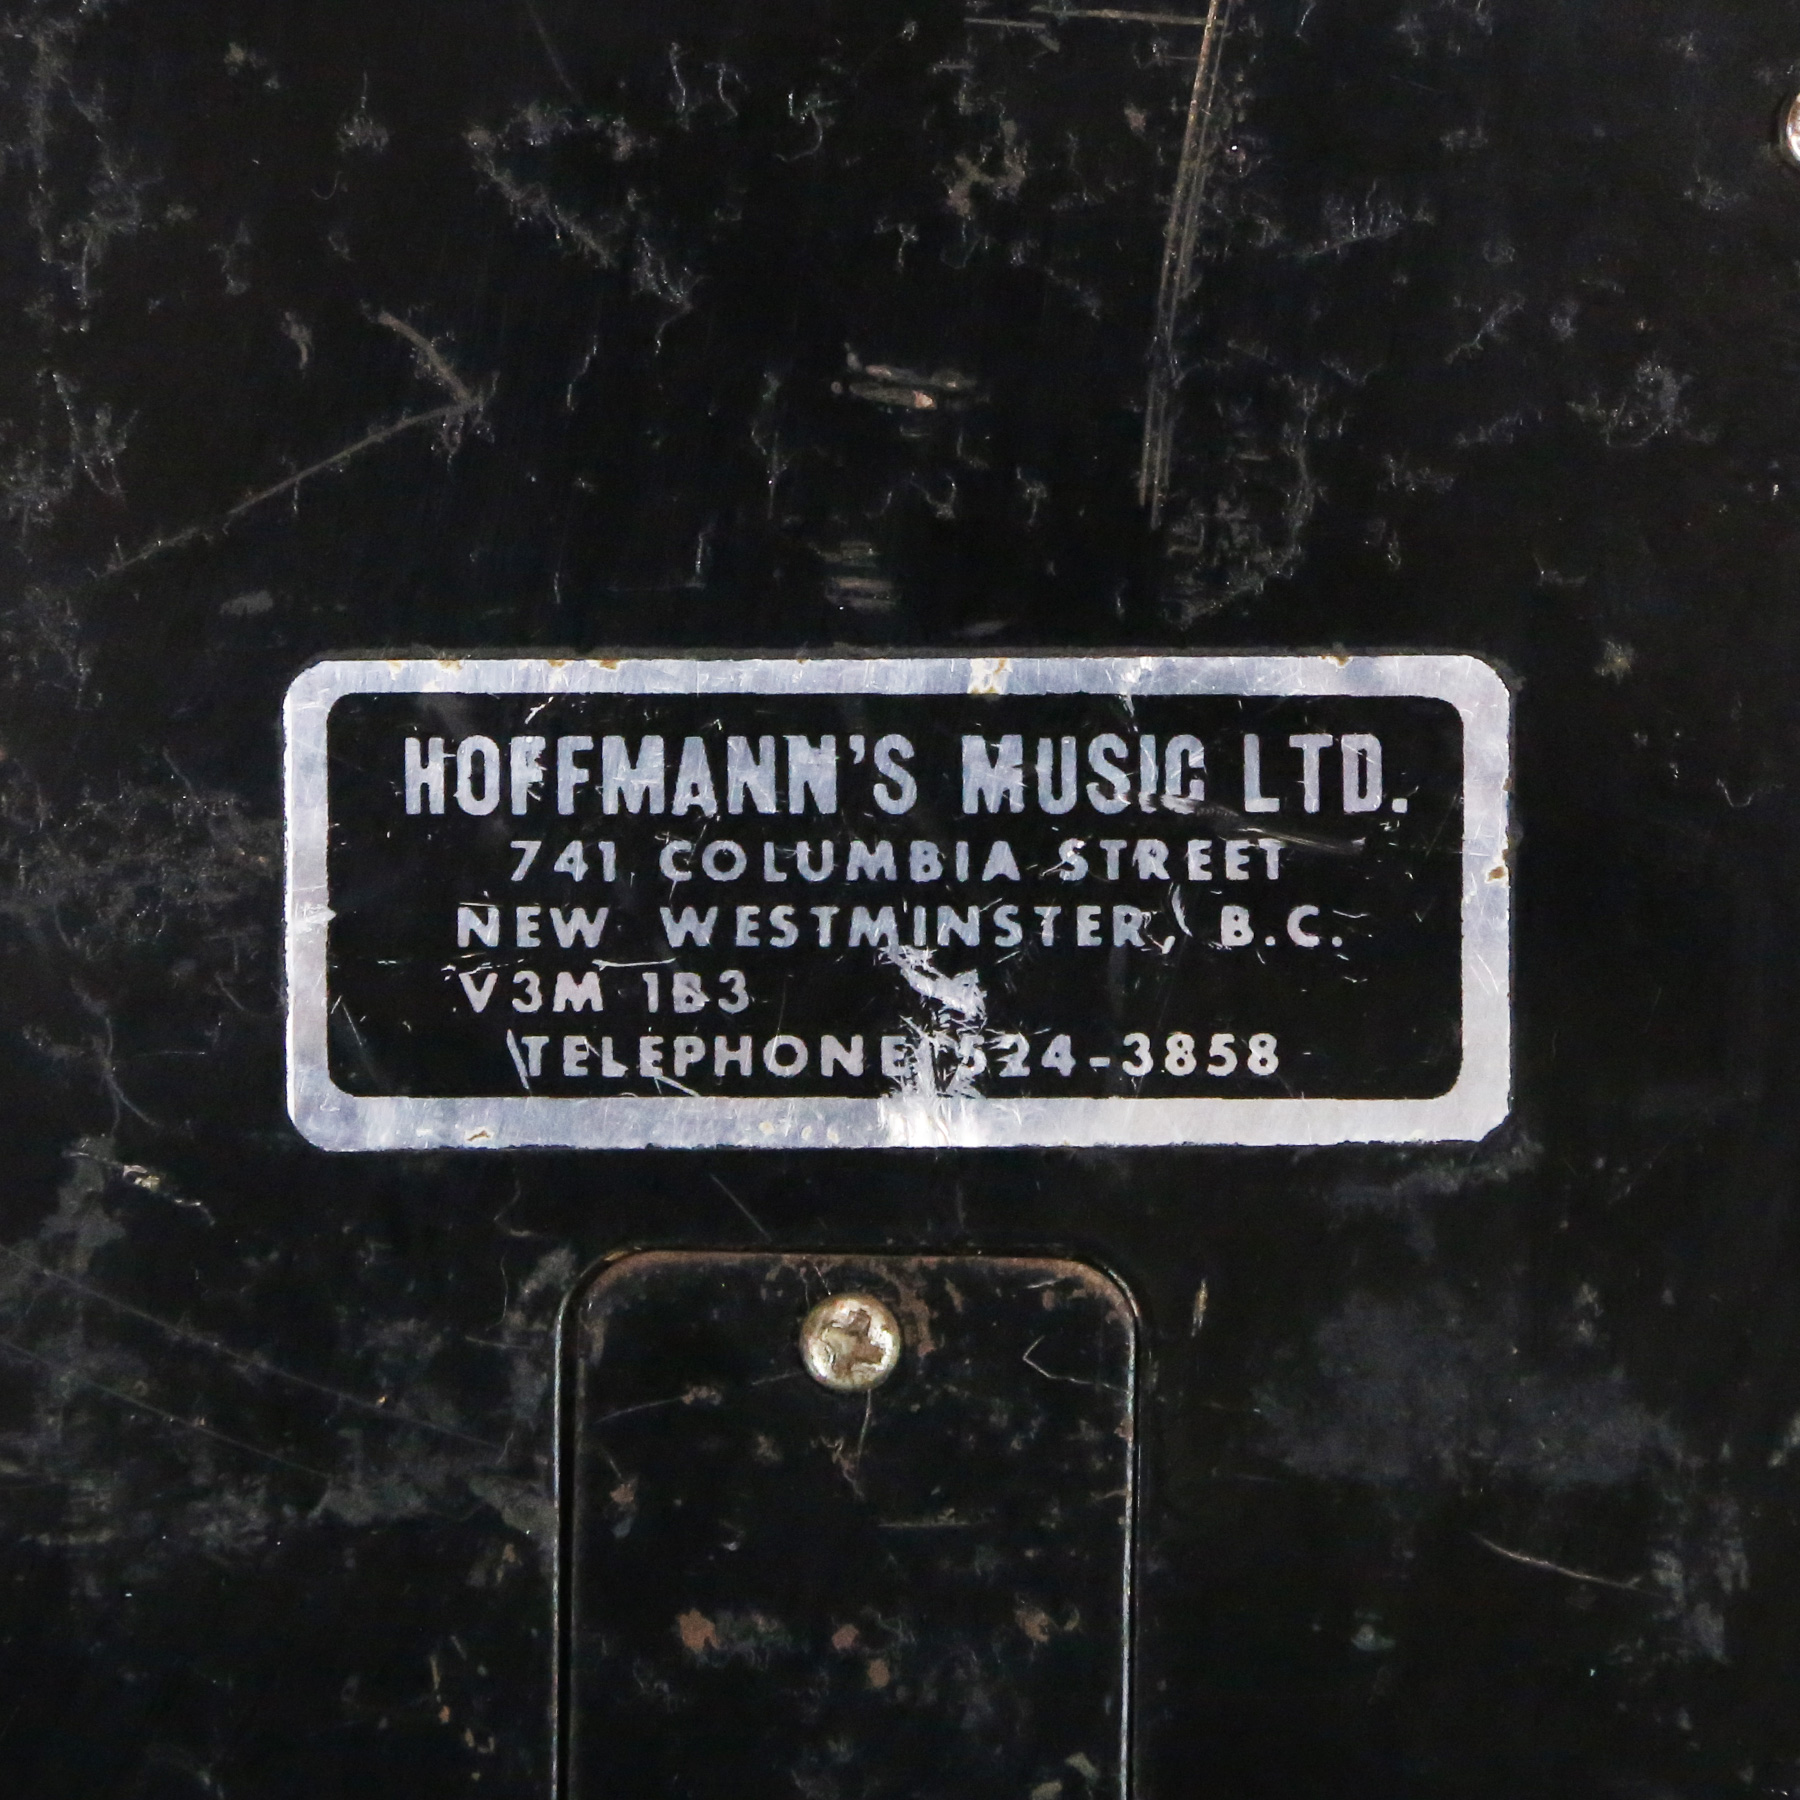 HOFFMANN'S MUSIC LTD.
741 COLUMBIA STREET
NEW WESTMINSTER, B.C.
V3M 1B3
TELEPHONE 524-3858